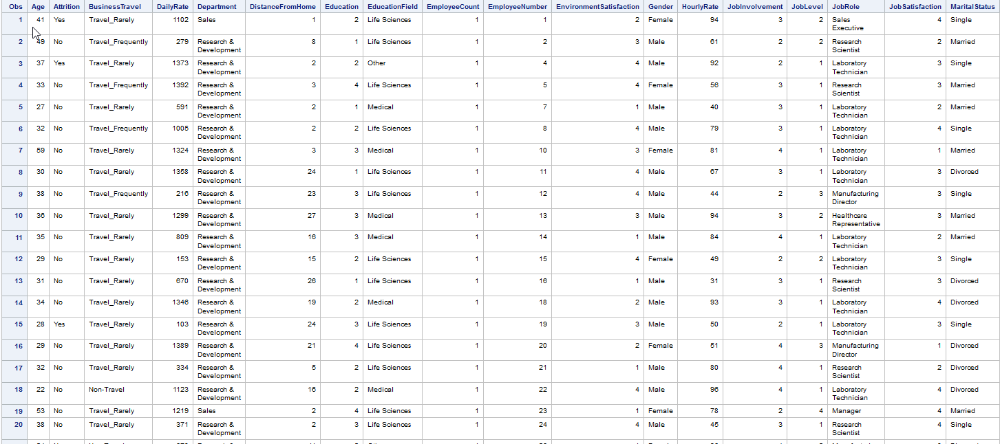 Obs Age Attrition BusinessTravel DailyRate Department DistanceFromHome Education EducationField EmployeeCount EmployeeNumber EnvironmentSatisfaction Gender HourlyRate JobInvolvement JobLevel JobRole JobSatisfaction MaritalStatus
1 41 Yes Travel_Rarely 1102 Sales 1 2 Life Sciences 1 1 2 Female 94 3 2 Sales 4 Single
Executive
2 49 No Travel_Frequently 279 Research & 8 1 Life Sciences 1 2 3 Male 61 2 2 Research 2 Married
Development Scientist
3 37 Yes Travel_Rarely 1373 Research & 2 2 Other 1 4 4 Male 92 2 1 Laboratory 3 Single
Development Technician
4 33 No Travel_Frequently 1392 Research & 3 4 Life Sciences 1 5 4 Female 56 3 1 Research 3 Married
Development Scientist
5 27 No Travel_Rarely 591 Research & 2 1 Medical 1 7 1 Male 40 3 1 Laboratory 2 Married
Development Technician
6 32 No Travel_Frequently 1005 Research & 2 2 Life Sciences 1 8 4 Male 79 3 1 Laboratory 4 Single
Development Technician
7 59 No Travel_Rarely 1324 Research & 3 3 Medical 1 10 3 Female 81 4 1 Laboratory 1 Married
Development Technician
8 30 No Travel_Rarely 1358 Research & 24 1 Life Sciences 1 11 4 Male 67 3 1 Laboratory 3 Divorced
Development Technician
9 38 No Travel_Frequently 216 Research & 23 3 Life Sciences 1 12 4 Male 44 2 3 Manufacturing 3 Single
Development Director
10 36 No Travel_Rarely 1299 Research & 27 3 Medical 1 13 3 Male 94 3 2 Healthcare 3 Married
Development Representative
11 35 No Travel_Rarely 809 Research & 16 3 Medical 1 14 1 Male 84 4 1 Laboratory 2 Married
Development Technician
12 29 No Travel_Rarely 153 Research & 15 2 Life Sciences 1 15 4 Female 49 2 2 Laboratory 3 Single
Development Technician
13 31 No Travel_Rarely 670 Research & 26 1 Life Sciences 1 16 1 Male 31 3 1 Research 3 Divorced
Development Scientist
14 34 No Travel_Rarely 1346 Research & 19 2 Medical 1 18 2 Male 93 3 1 Laboratory 4 Divorced
Development Technician
15 28 Yes Travel_Rarely 103 Research & 24 3 Life Sciences 1 19 3 Male 50 2 1 Laboratory 3 Single
Development Technician
16 29 No Travel_Rarely 1389 Research & 21 4 Life Sciences 1 20 2 Female 51 4 3 Manufacturing 1 Divorced
Development Director
17 32 No Travel_Rarely 334 Research & 5 2 Life Sciences 1 21 1 Male 80 4 1 Research 2 Divorced
Development Scientist
18 22 No Non-Travel 1123 Research & 16 2 Medical 1 22 4 Male 96 4 1 Laboratory 4 Divorced
Development Technician
19 53 No Travel_Rarely 1219 Sales 2 4 Life Sciences 1 23 1 Female 78 2 4 Manager 4 Married
20 38 No Travel_Rarely 371 Research & 2 3 Life Sciences 1 24 4 Male 45 3 1 Research 4 Single
Development Scientist